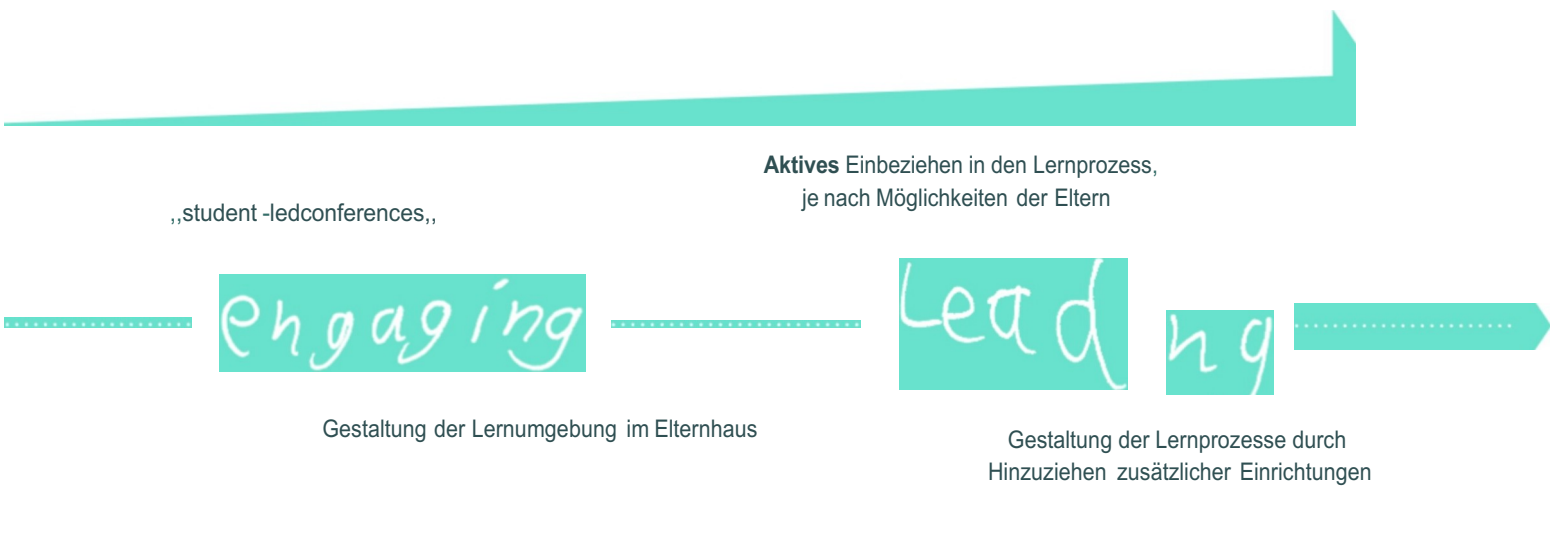 Aktives Einbeziehen in den Lernprozess,
je nach Möglichkeiten der Eltern
,,student -ledconferences,,
engaging
Lead ng
Gestaltung der Lernumgebung im Elternhaus
Gestaltung der Lernprozesse durch
Hinzuziehen zusätzlicher Einrichtungen